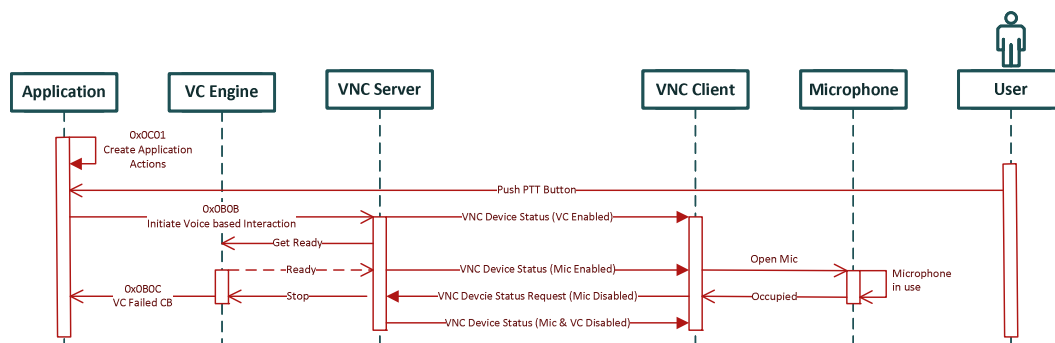 Application
VC Engine
VNC Server
VNC Client
Microphone
User
0x0C01
Create Application
Actions
Push PTT Button
0x0B0B
Initiate Voice based Interaction
VNC Device Status (VC Enabled)
Get Ready
Open Mic
Ready
VNC Device Status (Mic Enabled)
Microphone
in use
0x0B0C
VC Failed CB
Stop
VNC Devcie Status Request (Mic Disabled)
Occupied
VNC Device Status (Mic & VC Disabled)